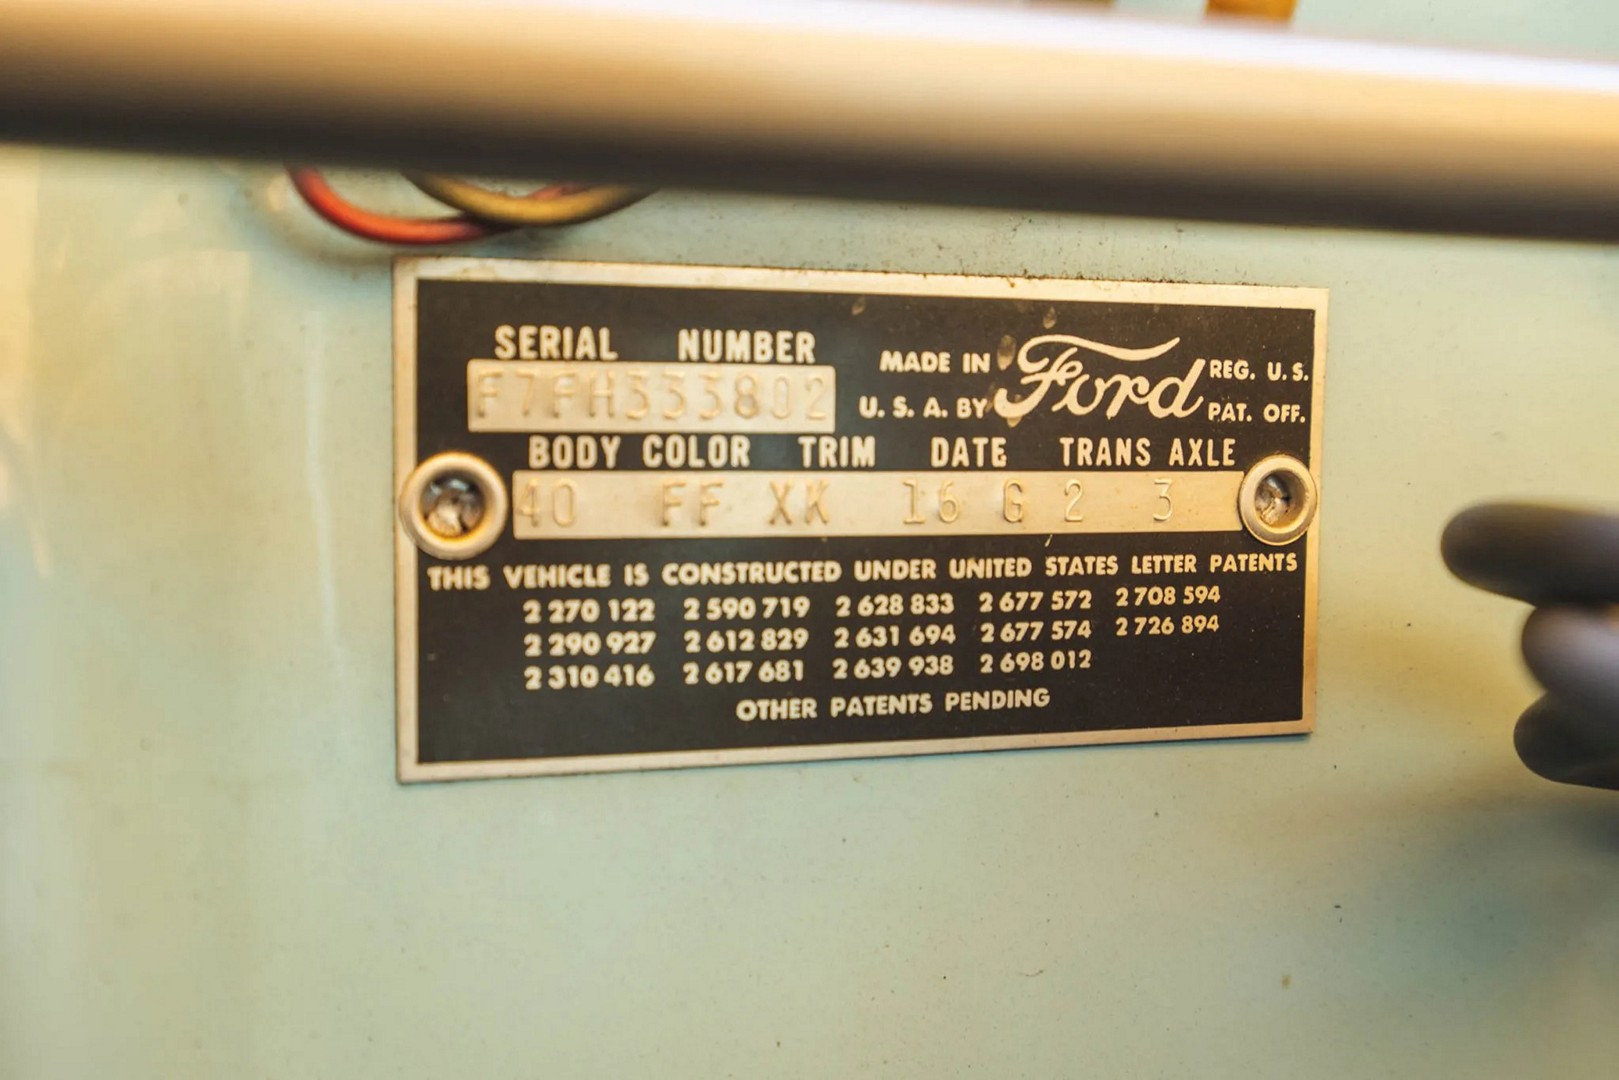 SERIAL NUMBER
F7FH333802
MADE IN Ford REG. U. S.
U. S. A. BY PAT. OFF.
BODY COLOR TRIM DATE TRANS AXLE
40 FF XK 16 G 2 3
THIS VEHICLE IS CONSTRUCTED UNDER UNITED STATES LETTER PATENTS
2 270 122 2 590 719 2 628 833 2 677 572 2 708 594
2 290 927 2 612 829 2 631 694 2 677 574 2 726 894
2 310 416 2 617 681 2 639 938 2 698 012
OTHER PATENTS PENDING